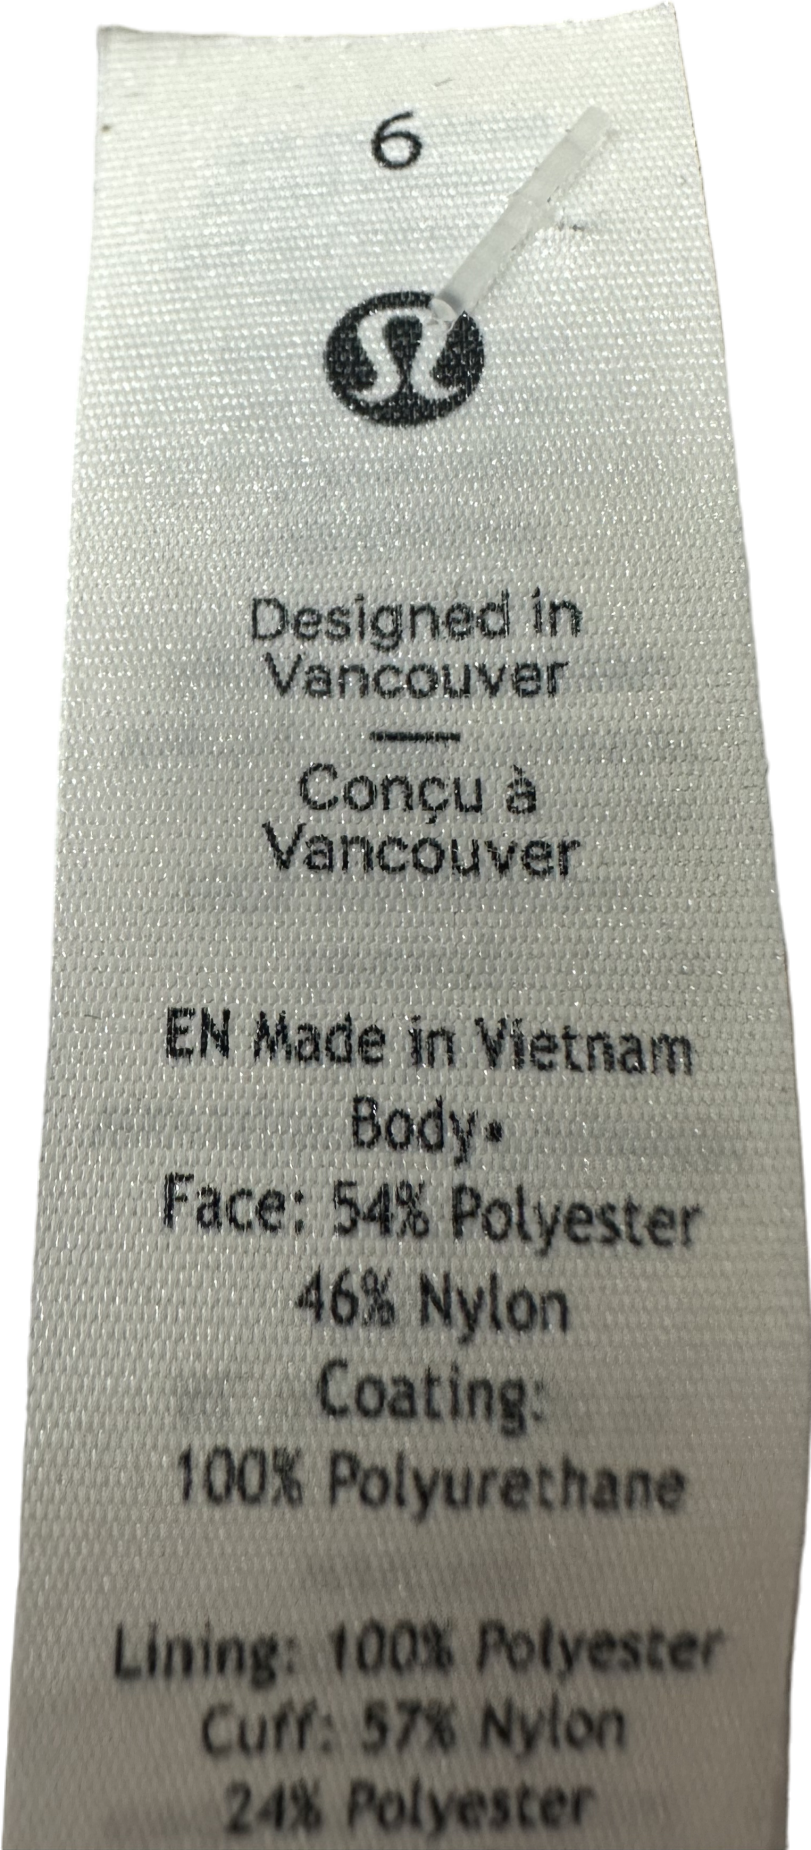 6
Designed in
Vancouver
Conçu à
Vancouver
EN Made in Vietnam
Body•
Face: 54% Polyester
46% Nylon
Coating:
100% Polyurethane
Lining: 100% Polyester
Cuff: 57% Nylon
24% Polyester